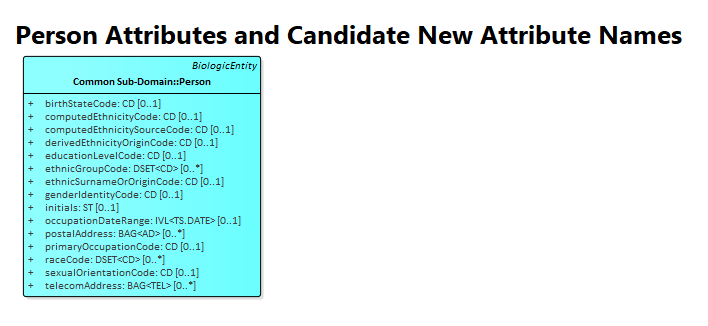 Person Attributes and Candidate New Attribute Names
BiologicEntity
Common Sub-Domain::Person
+ birthStateCode: CD [0..1]
+ computedEthnicityCode: CD [0..1]
+ computedEthnicitySourceCode: CD [0..1]
+ derivedEthnicityOriginCode: CD [0..1]
+ educationLevelCode: CD [0..1]
+ ethnicGroupCode: DSET<CD> [0..*]
+ ethnicSurnameOrOriginCode: CD [0..1]
+ genderIdentityCode: CD [0..1]
+ initials: ST [0..1]
+ occupationDateRange: IVL<TS.DATE> [0..1]
+ postalAddress: BAG<AD> [0..*]
+ primaryOccupationCode: CD [0..1]
+ raceCode: DSET<CD> [0..*]
+ sexualOrientationCode: CD [0..1]
+ telecomAddress: BAG<TEL> [0..*]